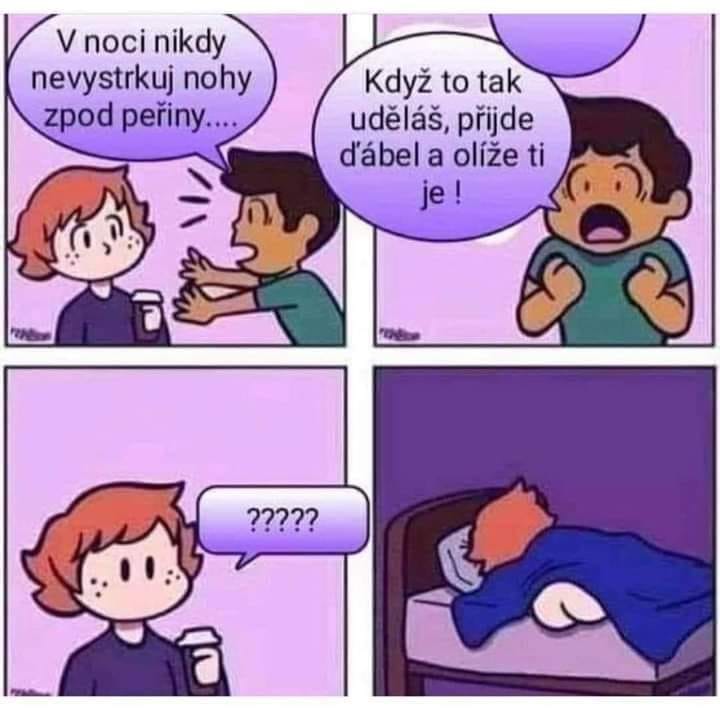 V noci nikdy
nevystrkuj nohy
zpod peřiny....
Když to tak
uděláš, přijde
ďábel a olíže ti
je !
?????